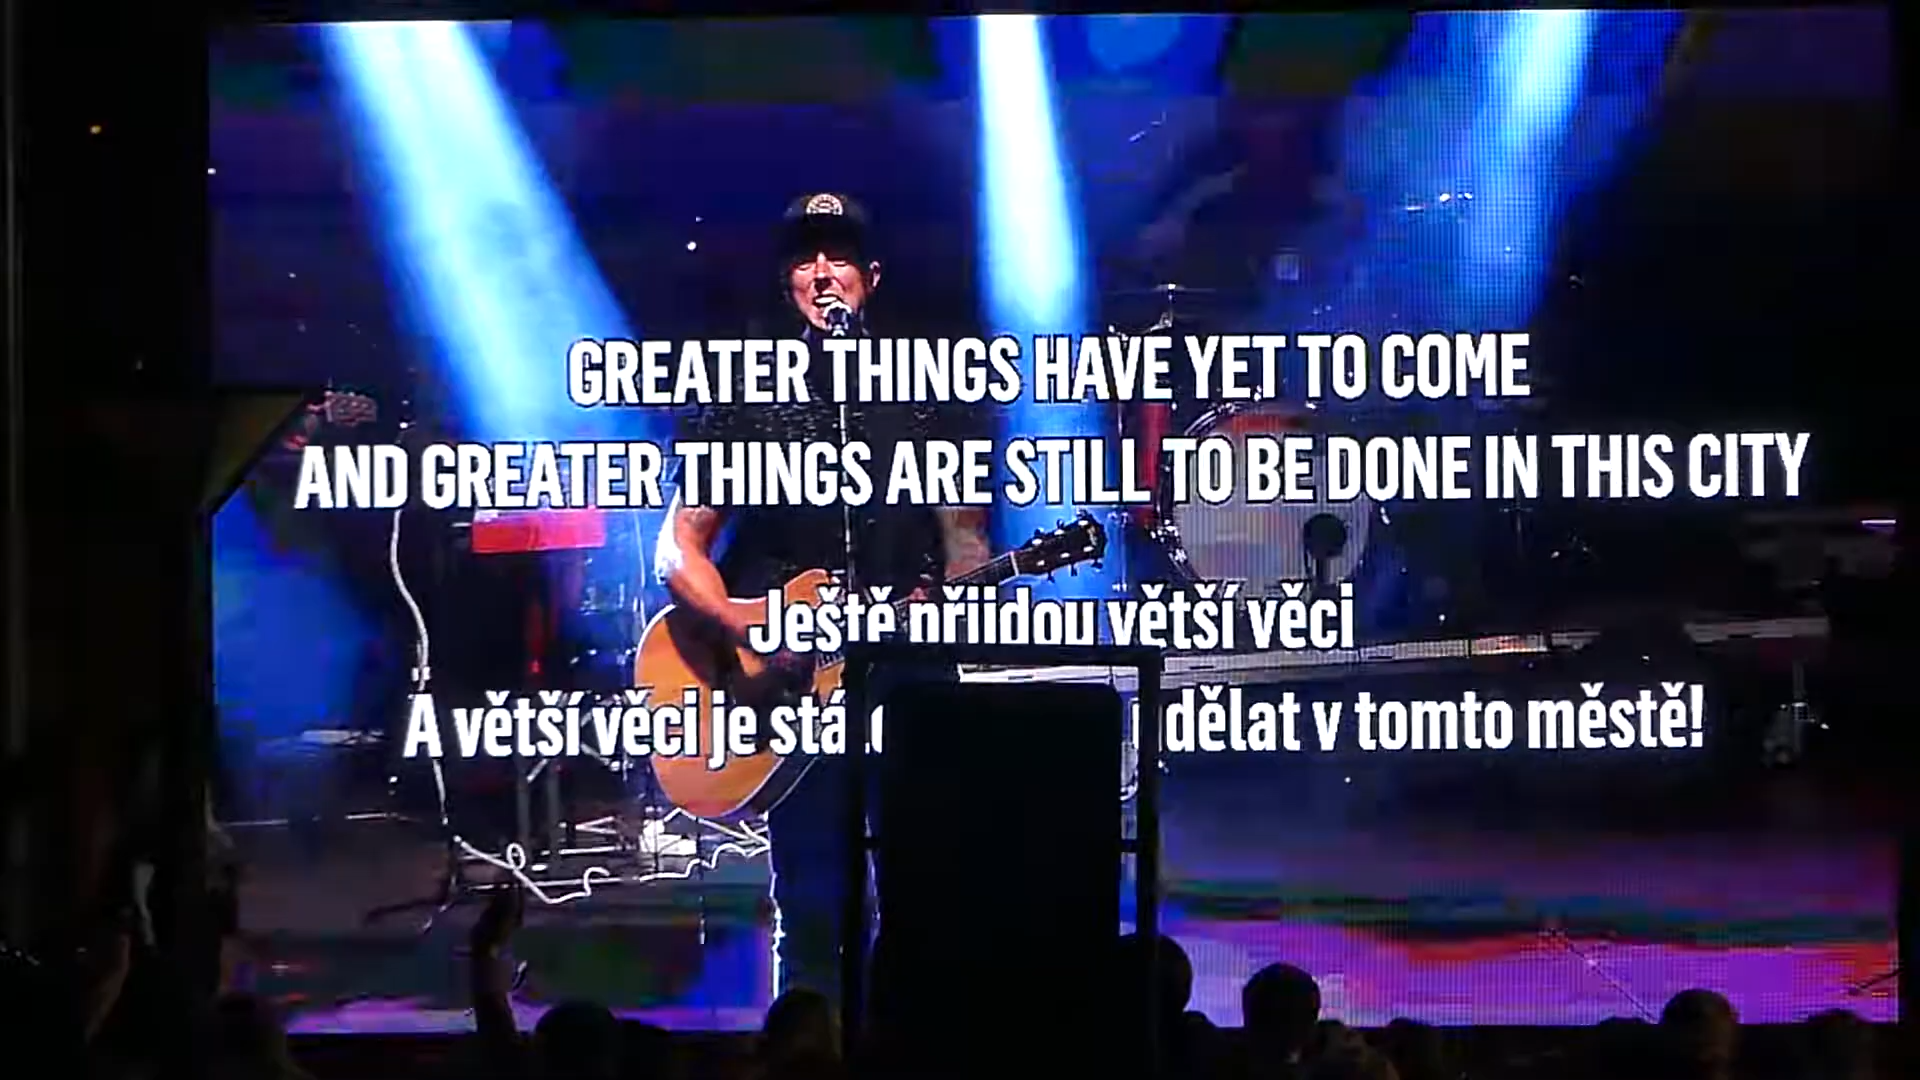 GREATER THINGS HAVE YET TO COME
AND GREATER THINGS ARE STILL TO BE DONE IN THIS CITY
Ještě přijdou větší věci
A větší věci je dělat v tomto městě!